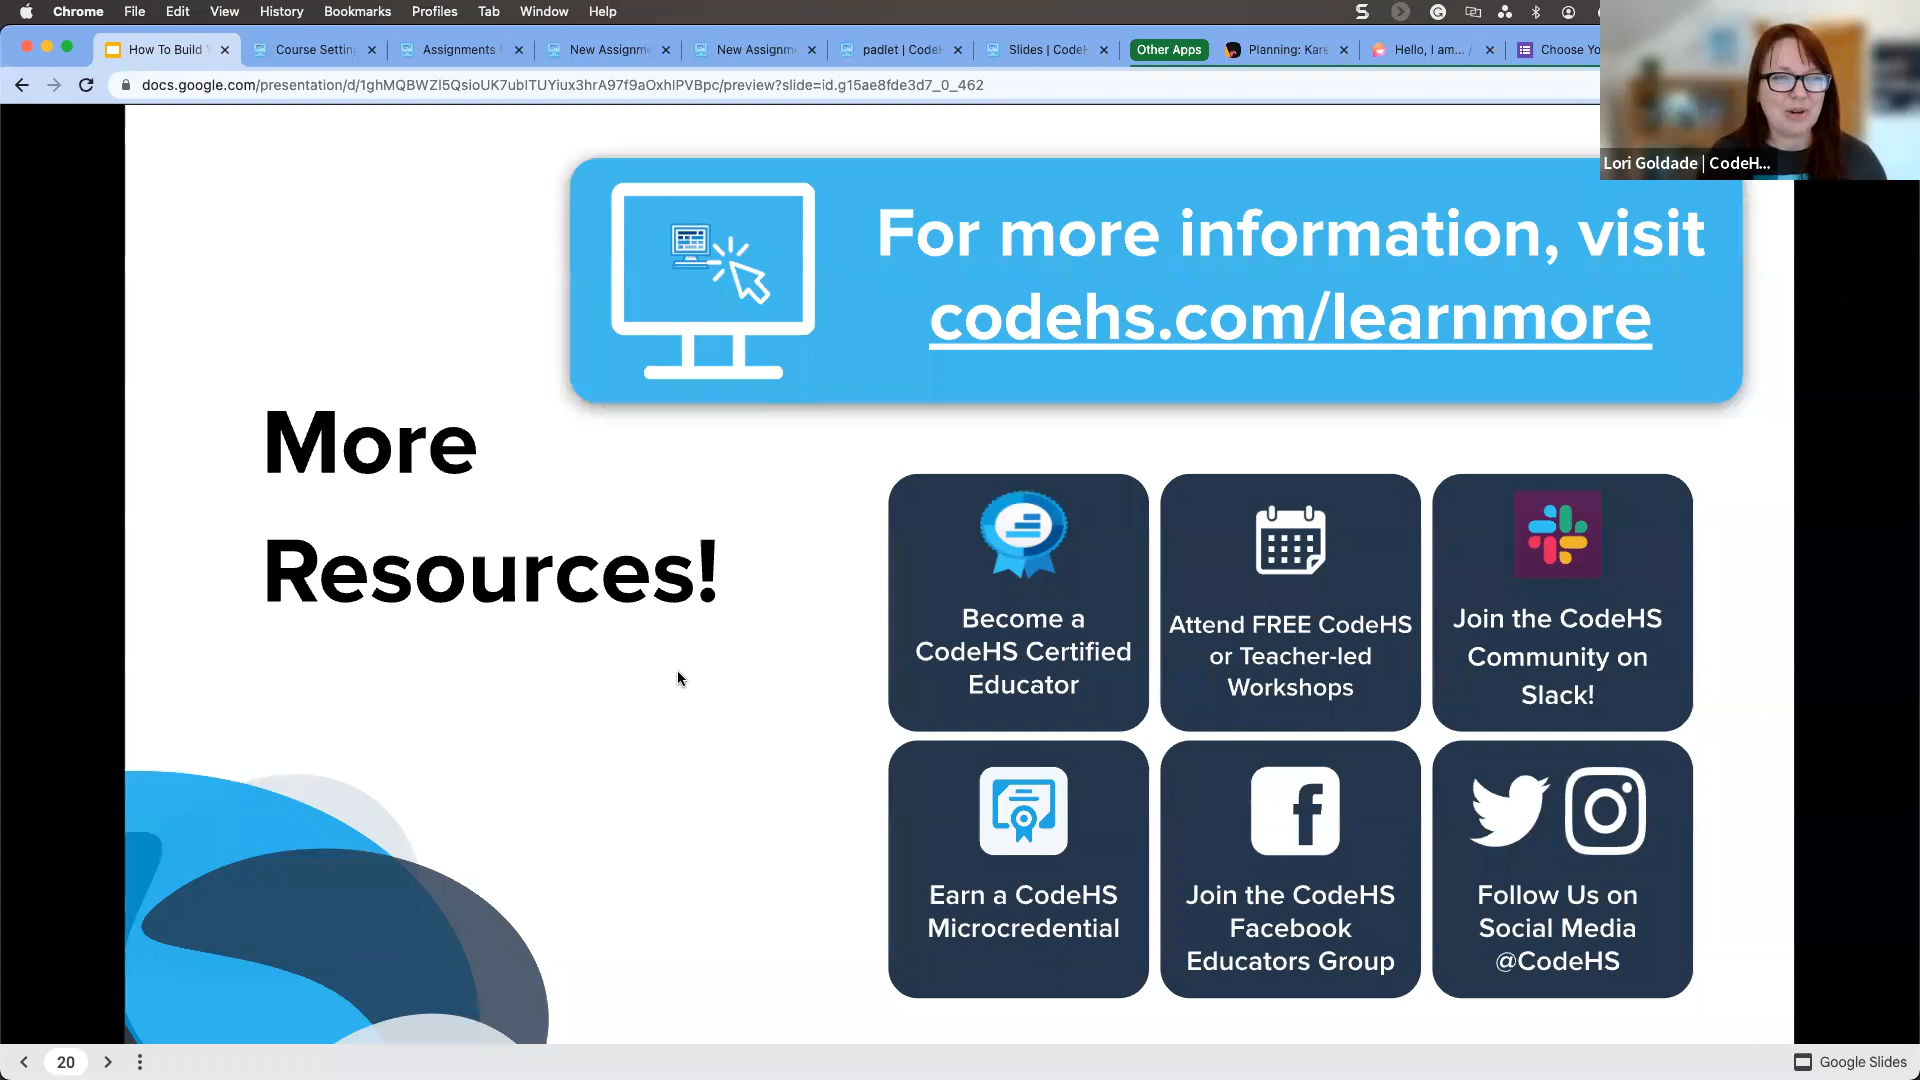 Chrome File Edit View History Bookmarks Profiles Tab Window Help
How To Build Course Settin Assignments New Assignm New Assignm padlet | Code Slides | Code Other Apps Planning: Kar Hello, I am... Choose Yo
docs.google.com/presentation/d/1ghMQBWZl5QsioUK7ublTUYiux3hrA97f9aOxhlPVBpc/preview?slide=id.g15ae8fde3d7_0_462
Lori Goldade | CodeH...
For more information, visit
codehs.com/learnmore
More
Resources!
Become a
CodeHS Certified
Educator
Attend FREE CodeHS
or Teacher-led
Workshops
Join the CodeHS
Community on
Slack!
Earn a CodeHS
Microcredential
Join the CodeHS
Facebook
Educators Group
Follow Us on
Social Media
@CodeHS
20
Google Slides